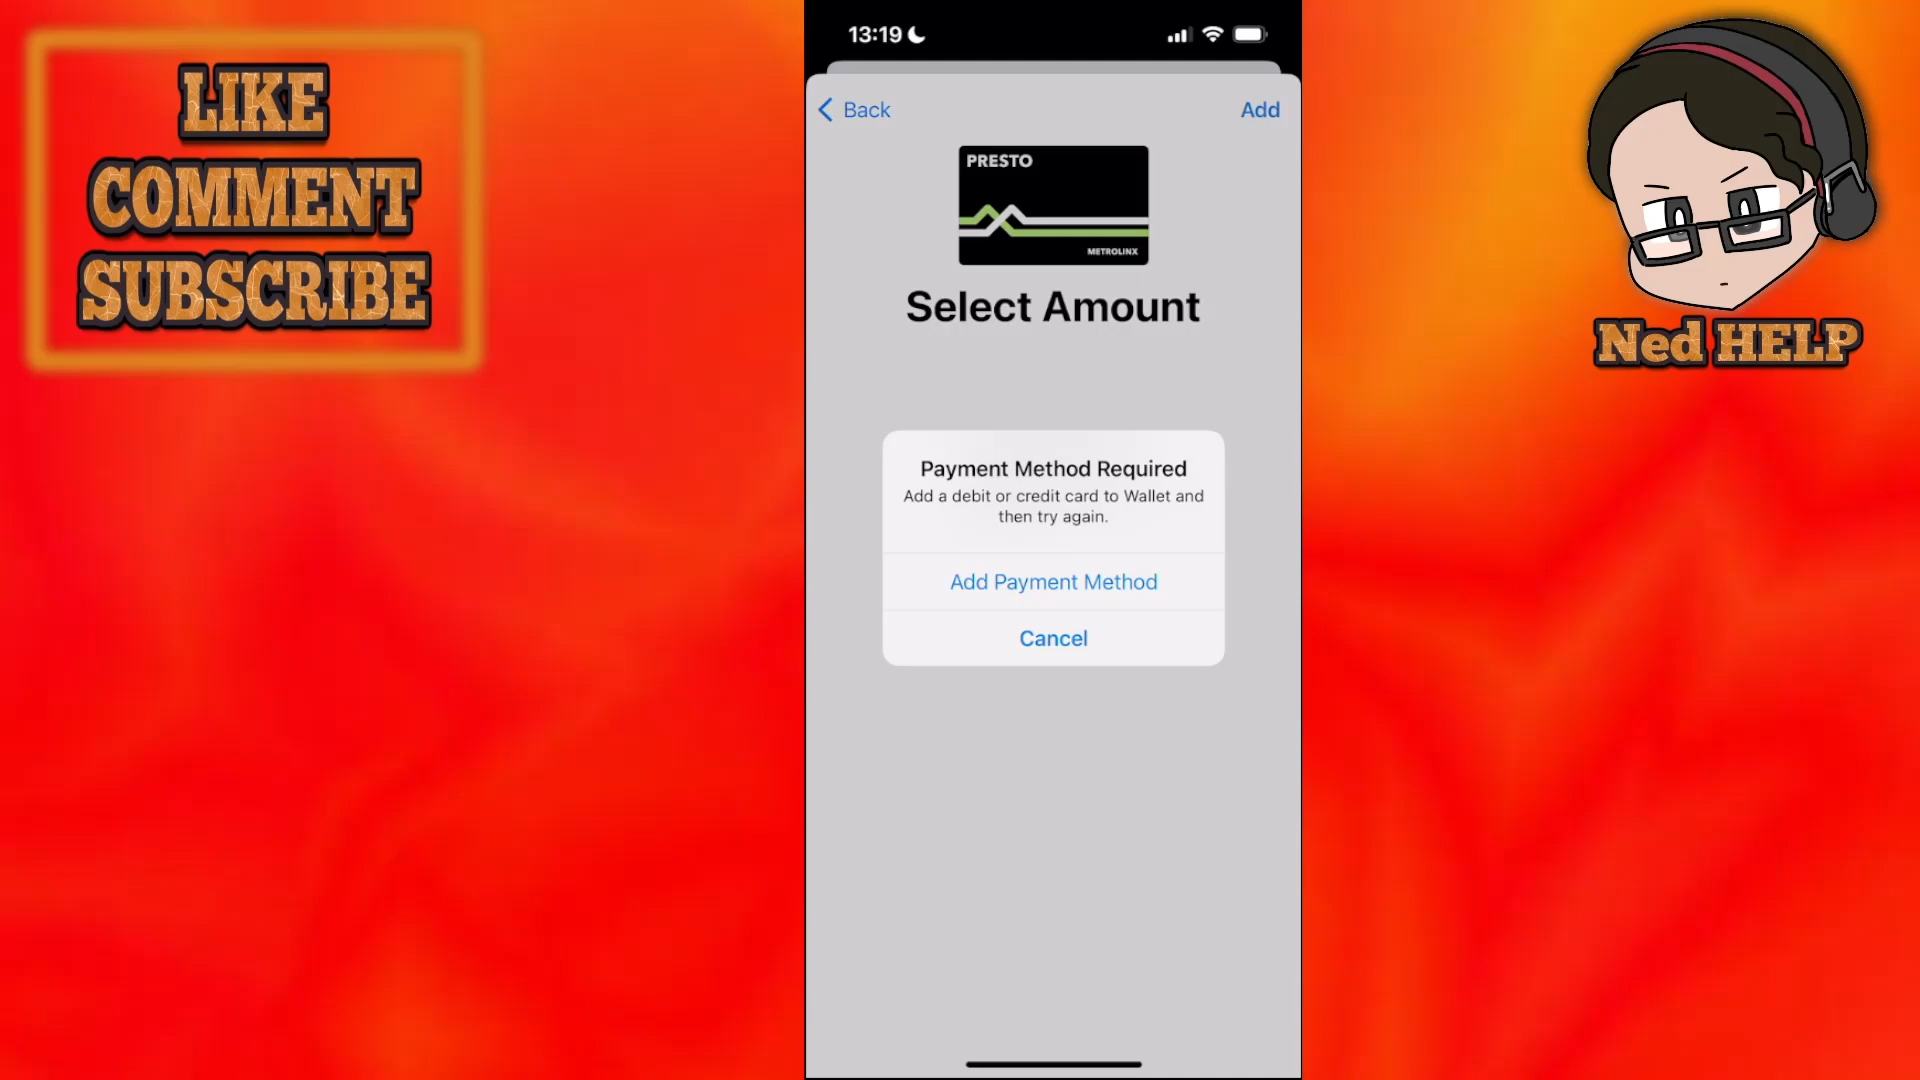 LIKE
COMMENT
SUBSCRIBE
13:19
Back
Add
PRESTO
METROLINX
Select Amount
Payment Method Required
Add a debit or credit card to Wallet and
then try again.
Add Payment Method
Cancel
Ned HELP